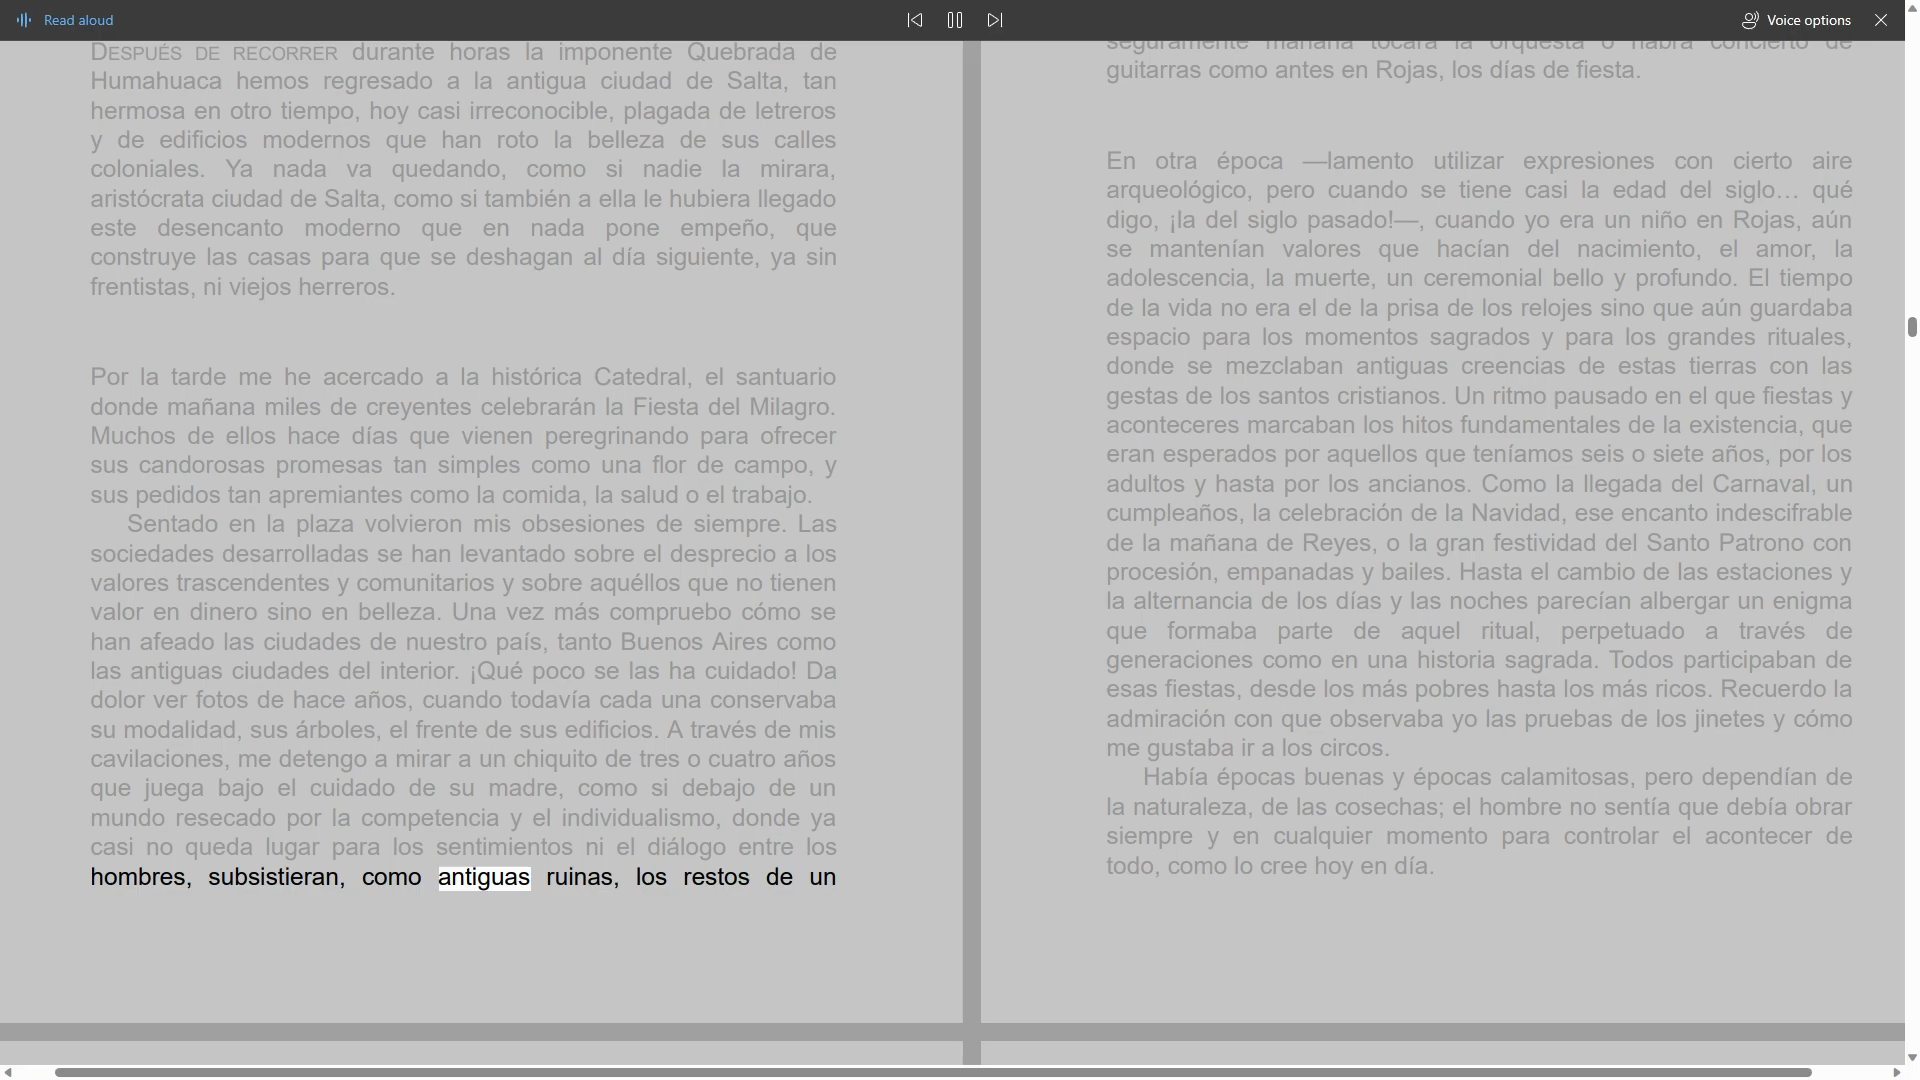 Read aloud
Voice options
DESPUÉS DE RECORRER durante horas la imponente Quebrada de
Humahuaca hemos regresado a la antigua ciudad de Salta, tan
hermosa en otro tiempo, hoy casi irreconocible, plagada de letreros
y de edificios modernos que han roto la belleza de sus calles
coloniales. Ya nada va quedando, como si nadie la mirara,
aristócrata ciudad de Salta, como si también a ella le hubiera llegado
este desencanto moderno que en nada pone empeño, que
construye las casas para que se deshagan al día siguiente, ya sin
frentistas, ni viejos herreros.
Por la tarde me he acercado a la histórica Catedral, el santuario
donde mañana miles de creyentes celebrarán la Fiesta del Milagro.
Muchos de ellos hace días que vienen peregrinando para ofrecer
sus candorosas promesas tan simples como una flor de campo, y
sus pedidos tan apremiantes como la comida, la salud o el trabajo.
Sentado en la plaza volvieron mis obsesiones de siempre. Las
sociedades desarrolladas se han levantado sobre el desprecio a los
valores trascendentes y comunitarios y sobre aquéllos que no tienen
valor en dinero sino en belleza. Una vez más compruebo cómo se
han afeado las ciudades de nuestro país, tanto Buenos Aires como
las antiguas ciudades del interior. ¡Qué poco se las ha cuidado! Da
dolor ver fotos de hace años, cuando todavía cada una conservaba
su modalidad, sus árboles, el frente de sus edificios. A través de mis
cavilaciones, me detengo a mirar a un chiquito de tres o cuatro años
que juega bajo el cuidado de su madre, como si debajo de un
mundo resecado por la competencia y el individualismo, donde ya
casi no queda lugar para los sentimientos ni el diálogo entre los
hombres, subsistieran, como antiguas ruinas, los restos de un
seguramente mañana tocará la orquesta o habrá concierto de
guitarras como antes en Rojas, los días de fiesta.
En otra época —lamento utilizar expresiones con cierto aire
arqueológico, pero cuando se tiene casi la edad del siglo… qué
digo, ¡la del siglo pasado!—, cuando yo era un niño en Rojas, aún
se mantenían valores que hacían del nacimiento, el amor, la
adolescencia, la muerte, un ceremonial bello y profundo. El tiempo
de la vida no era el de la prisa de los relojes sino que aún guardaba
espacio para los momentos sagrados y para los grandes rituales,
donde se mezclaban antiguas creencias de estas tierras con las
gestas de los santos cristianos. Un ritmo pausado en el que fiestas y
aconteceres marcaban los hitos fundamentales de la existencia, que
eran esperados por aquellos que teníamos seis o siete años, por los
adultos y hasta por los ancianos. Como la llegada del Carnaval, un
cumpleaños, la celebración de la Navidad, ese encanto indescifrable
de la mañana de Reyes, o la gran festividad del Santo Patrono con
procesión, empanadas y bailes. Hasta el cambio de las estaciones y
la alternancia de los días y las noches parecían albergar un enigma
que formaba parte de aquel ritual, perpetuado a través de
generaciones como en una historia sagrada. Todos participaban de
esas fiestas, desde los más pobres hasta los más ricos. Recuerdo la
admiración con que observaba yo las pruebas de los jinetes y cómo
me gustaba ir a los circos.
Había épocas buenas y épocas calamitosas, pero dependían de
la naturaleza, de las cosechas; el hombre no sentía que debía obrar
siempre y en cualquier momento para controlar el acontecer de
todo, como lo cree hoy en día.